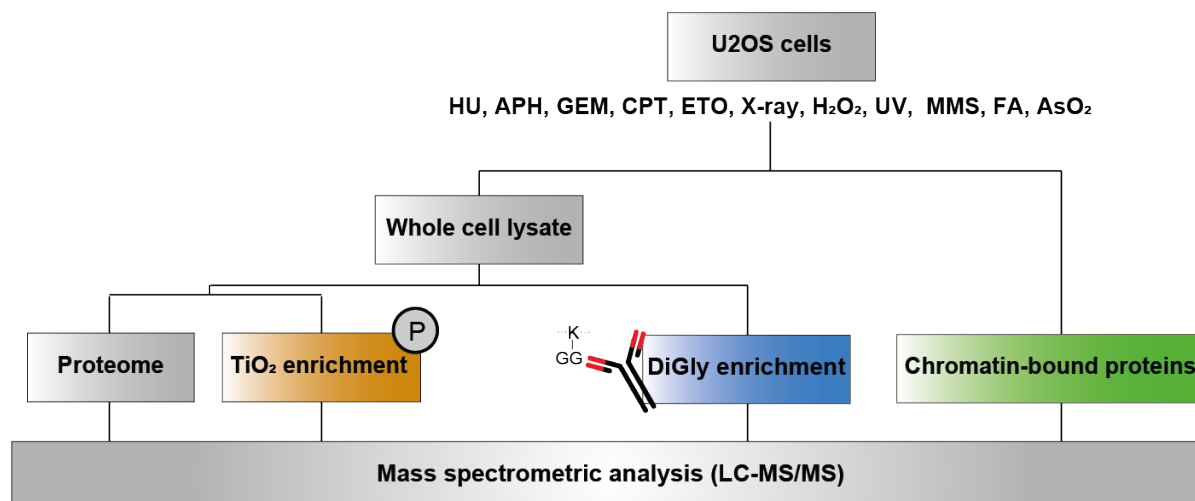 U2OS cells
HU, APH, GEM, CPT, ETO, X-ray, H₂O₂, UV, MMS, FA, AsO₂
Whole cell lysate
Proteome
TiO₂ enrichment
P
K
GG
DiGly enrichment
Chromatin-bound proteins
Mass spectrometric analysis (LC-MS/MS)